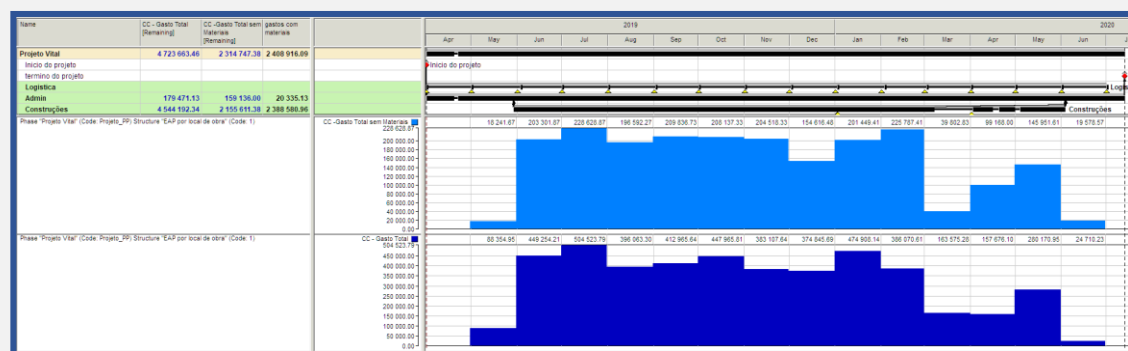 Name CC - Gasto Total CC -Gasto Total sem gastos com 2019 2020
[Remaining] Materiais materiais
[Remaining]
Apr May Jun Jul Aug Sep Oct Nov Dec Jan Feb Mar Apr May Jun
Projeto Vital 4 723 663.46 2 314 747.38 2 408 916.09
Inicio do projeto Inicio do projeto
termino do projeto
Logistica
Admin 179 471.13 159 136.00 20 335.13
Construções 4 544 192.34 2 155 611.38 2 388 580.96 Construções
Phase "Projeto Vital" (Code: Projeto_PP) Structure "EAP por local de obra" (Code: 1) CC -Gasto Total sem Materiais 18 241.67 203 301.87 228 628.87 196 592.27 209 836.73 208 137.33 204 518.33 154 616.48 201 449.41 225 787.41 39 802.83 99 168.00 145 951.61 19 578.57
228 628.87
200 000.00
180 000.00
160 000.00
140 000.00
120 000.00
100 000.00
80 000.00
60 000.00
40 000.00
20 000.00
0.00
Phase "Projeto Vital" (Code: Projeto_PP) Structure "EAP por local de obra" (Code: 1) CC - Gasto Total 88 354.95 449 254.21 504 523.79 396 063.30 412 965.64 447 965.81 383 107.64 374 845.69 474 908.14 386 070.61 163 575.28 157 676.10 280 170.95 24 710.23
504 523.79
450 000.00
400 000.00
350 000.00
300 000.00
250 000.00
200 000.00
150 000.00
100 000.00
50 000.00
0.00